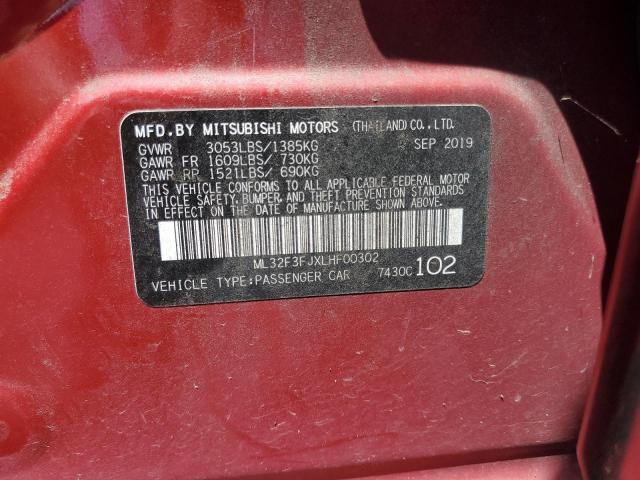 MFD.BY MITSUBISHI MOTORS (THAILAND) CO.,LTD.
GVWR 3053LBS/1385KG SEP 2019
GAWR FR 1609LBS/ 730KG
GAWR RR 1521LBS/ 690KG
THIS VEHICLE CONFORMS TO ALL APPLICABLE FEDERAL MOTOR
VEHICLE SAFETY, BUMPER, AND THEFT PREVENTION STANDARDS
IN EFFECT ON THE DATE OF MANUFACTURE SHOWN ABOVE.
ML32F3FJXLHF00302
VEHICLE TYPE:PASSENGER CAR 7430C 102